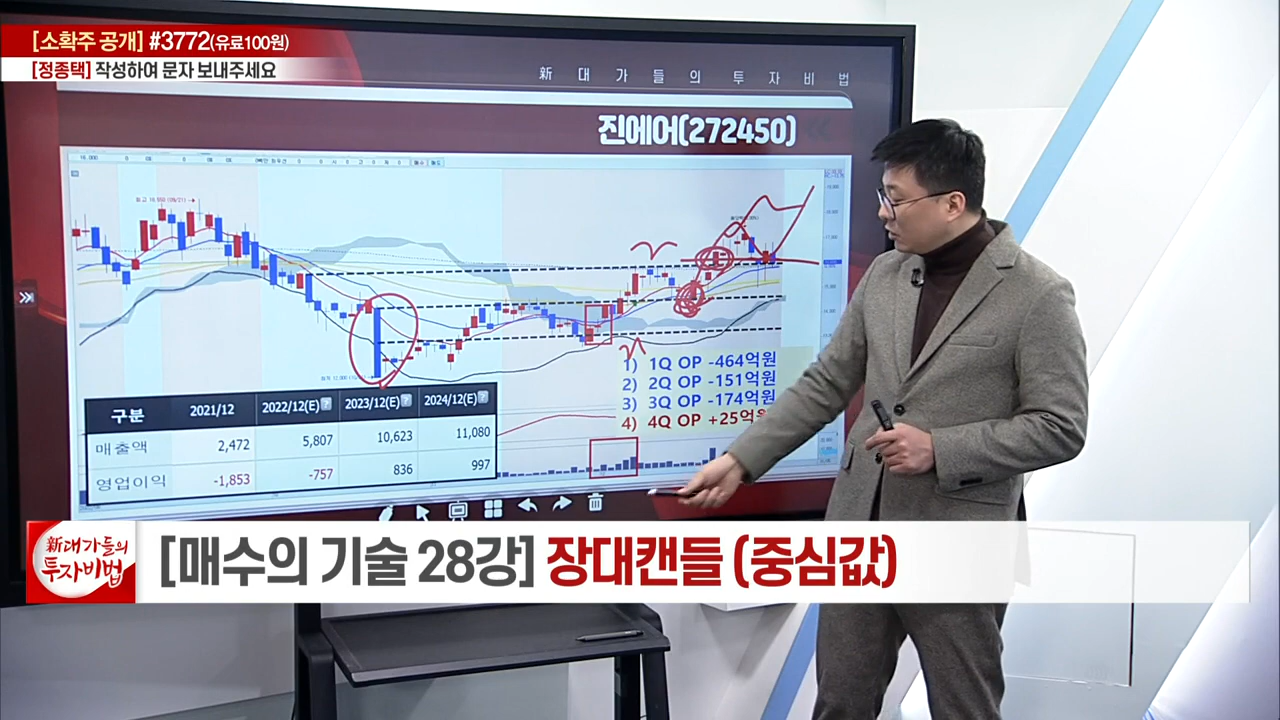 [소확주 공개] #3772(유료100원)
[정종택] 작성하여 문자 보내주세요
新 대 가 들 의 투 자 비 법
진에어(272450)
1) 1Q OP -464억원
2) 2Q OP -151억원
3) 3Q OP -174억원
4) 4Q OP +25억원
구분 2021/12 2022/12(E) 2023/12(E) 2024/12(E)
매출액 2,472 5,807 10,623 11,080
영업이익 -1,853 -757 836 997
新대가들의
투자비법
[매수의 기술 28강] 장대캔들 (중심값)